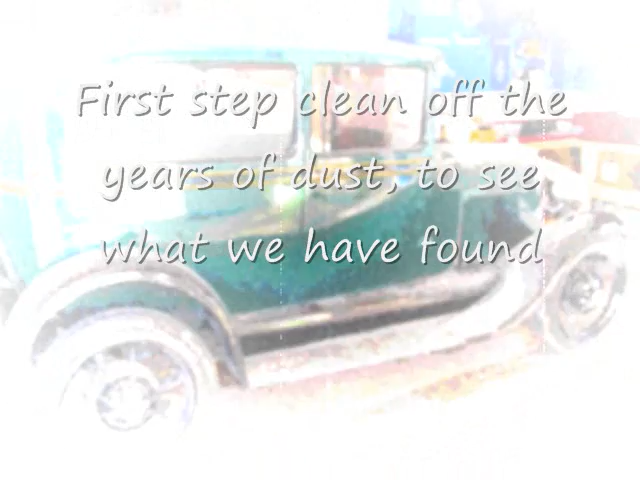 First step clean off the
years of dust, to see
what we have found